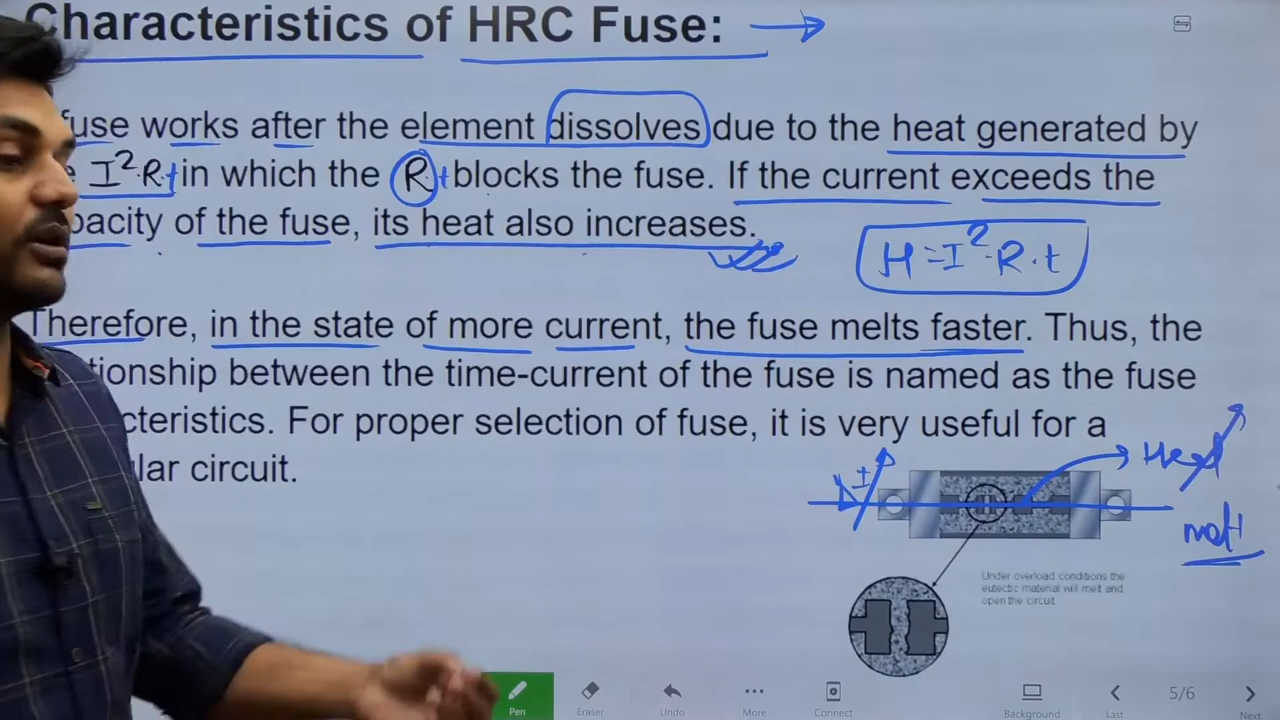 Characteristics of HRC Fuse:
fuse works after the element dissolves due to the heat generated by
I²·Rt in which the R t blocks the fuse. If the current exceeds the
pacity of the fuse, its heat also increases.
H=I²·R·t
Therefore, in the state of more current, the fuse melts faster. Thus, the
tionship between the time-current of the fuse is named as the fuse
cteristics. For proper selection of fuse, it is very useful for a
lar circuit.
I
Heat
melt
Under overload conditions the
eutectic material will melt and
open the circuit
Pen Eraser Undo More Connect Background Last 5/6 Next